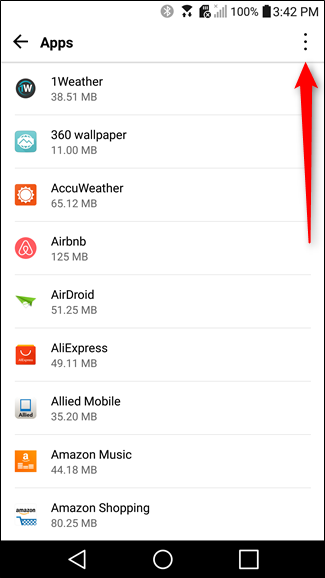 100% 3:42 PM
Apps
1W
1Weather
38.51 MB
360 wallpaper
11.00 MB
AccuWeather
65.12 MB
Airbnb
125 MB
AirDroid
51.25 MB
AliExpress
AliExpress
49.11 MB
Allied
Allied Mobile
35.20 MB
Amazon Music
44.18 MB
amazon
Amazon Shopping
80.25 MB